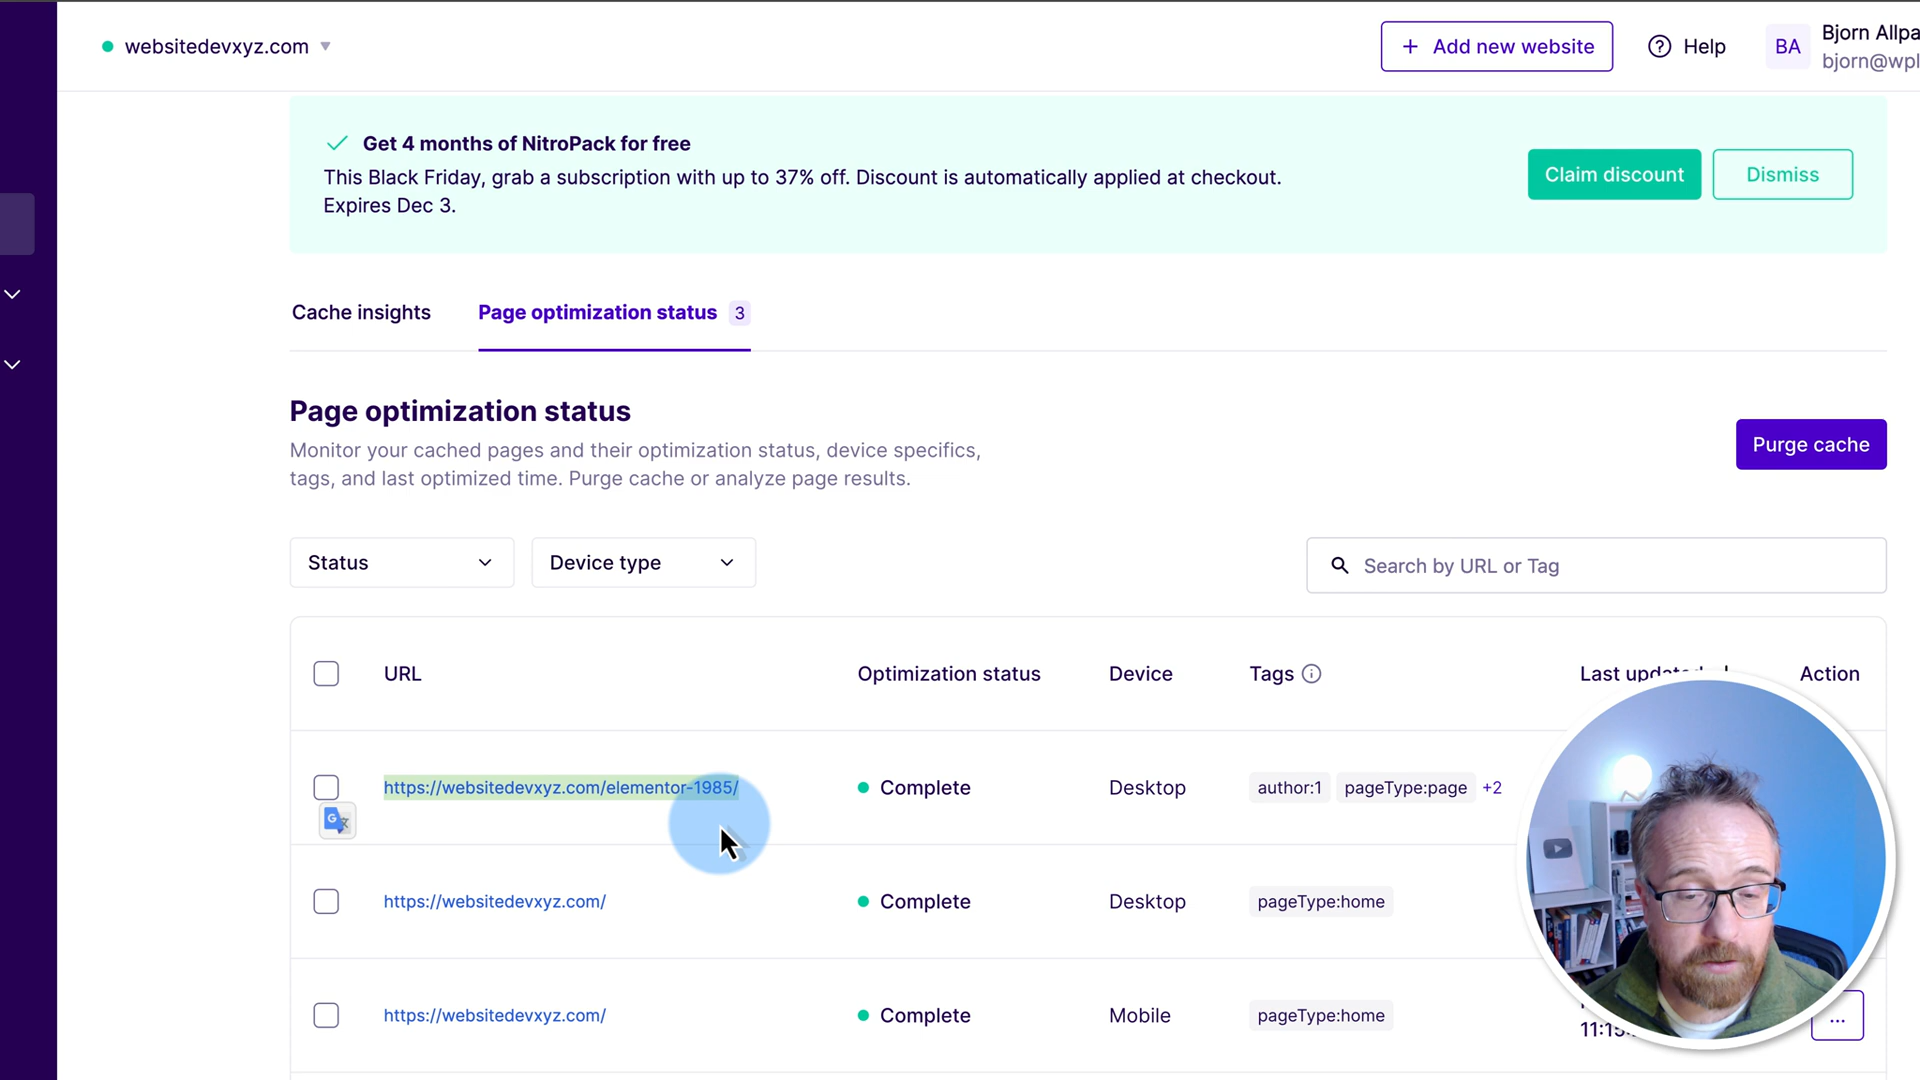 websitedevxyz.com
+ Add new website
Help
BA
Bjorn Allpa
bjorn@wpl
Get 4 months of NitroPack for free
This Black Friday, grab a subscription with up to 37% off. Discount is automatically applied at checkout.
Expires Dec 3.
Claim discount
Dismiss
Cache insights
Page optimization status 3
Page optimization status
Monitor your cached pages and their optimization status, device specifics,
tags, and last optimized time. Purge cache or analyze page results.
Purge cache
Status
Device type
Search by URL or Tag
URL
Optimization status
Device
Tags
Last updated
Action
https://websitedevxyz.com/elementor-1985/
Complete
Desktop
author:1
pageType:page
+2
https://websitedevxyz.com/
Complete
Desktop
pageType:home
https://websitedevxyz.com/
Complete
Mobile
pageType:home
...